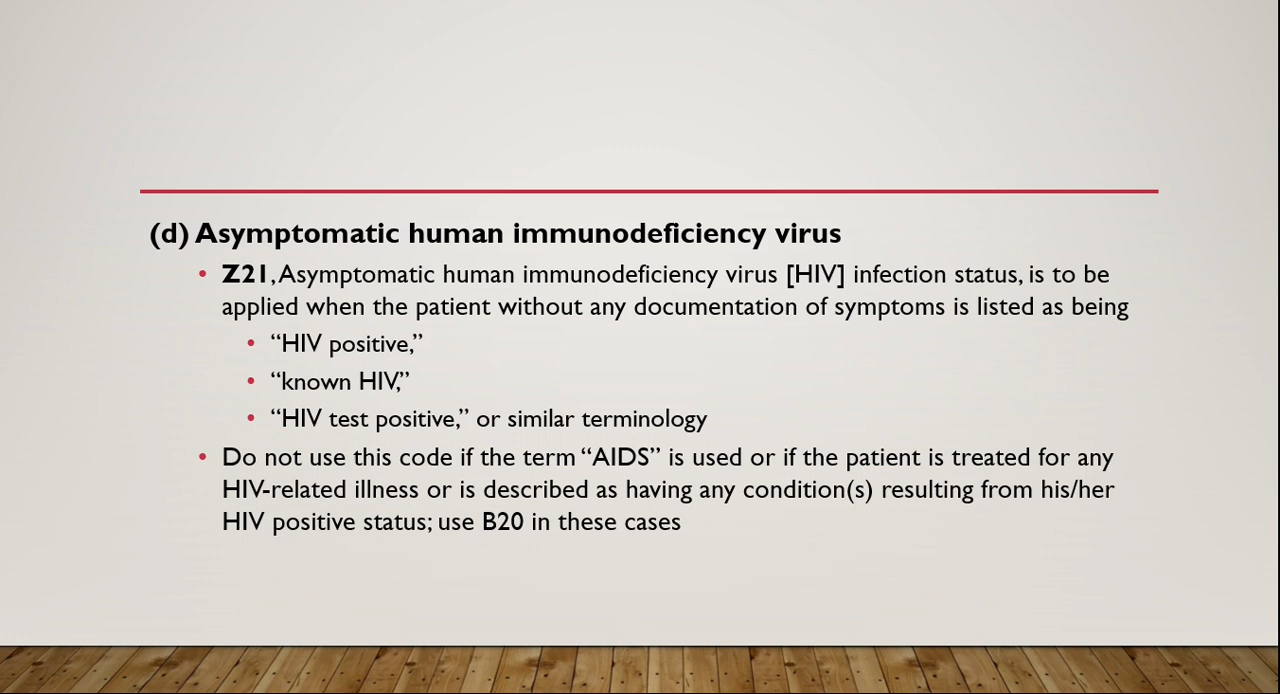 (d) Asymptomatic human immunodeficiency virus
• Z21, Asymptomatic human immunodeficiency virus [HIV] infection status, is to be
applied when the patient without any documentation of symptoms is listed as being
• “HIV positive,”
• “known HIV,”
• “HIV test positive,” or similar terminology
• Do not use this code if the term “AIDS” is used or if the patient is treated for any
HIV-related illness or is described as having any condition(s) resulting from his/her
HIV positive status; use B20 in these cases